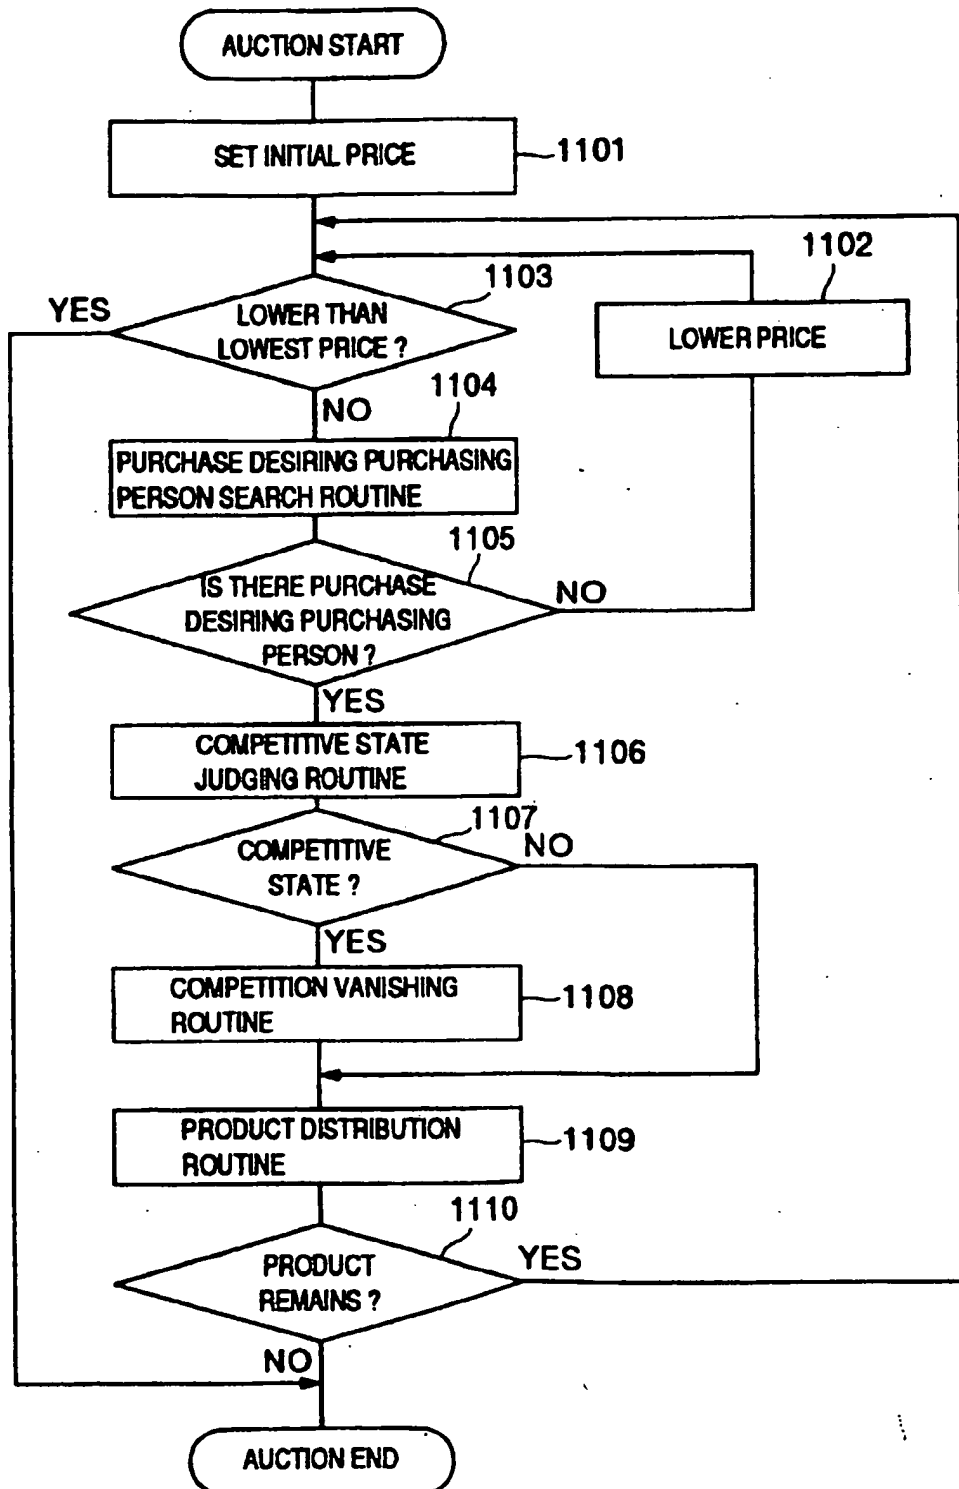 AUCTION START
SET INITIAL PRICE
1101
1102
LOWER PRICE
1103
YES
LOWER THAN
LOWEST PRICE ?
NO
1104
PURCHASE DESIRING PURCHASING
PERSON SEARCH ROUTINE
1105
IS THERE PURCHASE
DESIRING PURCHASING
PERSON ?
NO
YES
COMPETITIVE STATE
JUDGING ROUTINE
1106
1107
COMPETITIVE
STATE ?
NO
YES
COMPETITION VANISHING
ROUTINE
1108
PRODUCT DISTRIBUTION
ROUTINE
1109
1110
PRODUCT
REMAINS ?
YES
NO
AUCTION END